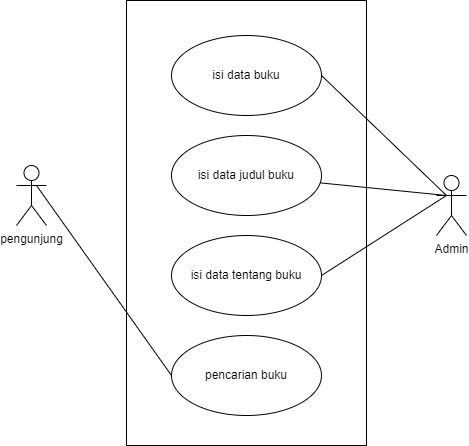 isi data buku
isi data judul buku
isi data tentang buku
pencarian buku
pengunjung
Admin